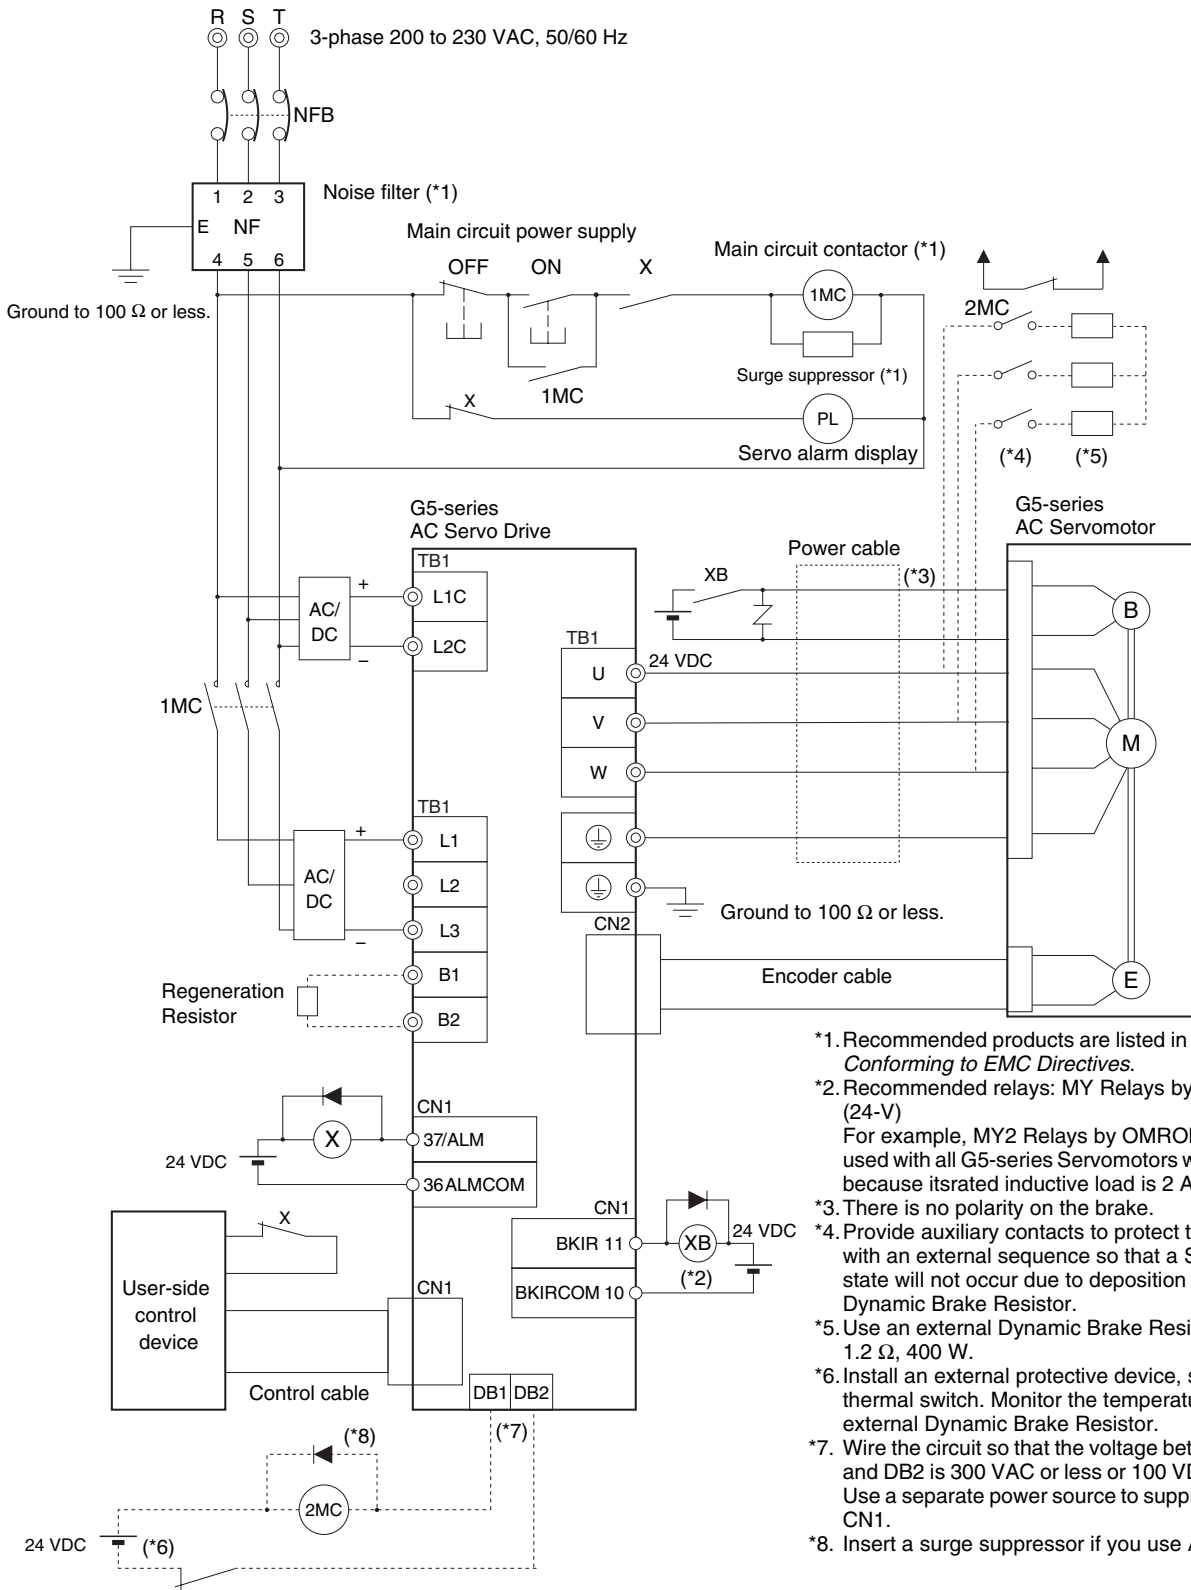 R S T
3-phase 200 to 230 VAC, 50/60 Hz
NFB
1 2 3
Noise filter (*1)
E NF
4 5 6
Ground to 100 Ω or less.
Main circuit power supply
OFF ON X
Main circuit contactor (*1)
1MC
Surge suppressor (*1)
1MC
X
PL
Servo alarm display
2MC
(*4) (*5)
G5-series
AC Servo Drive
G5-series
AC Servomotor
TB1
AC/
DC
+
−
L1C
L2C
1MC
XB
Power cable
(*3)
B
TB1
24 VDC
U
V
W
M
TB1
AC/
DC
+
−
L1
L2
L3
B1
B2
Regeneration
Resistor
Ground to 100 Ω or less.
CN2
Encoder cable
E
CN1
X
37/ALM
24 VDC
36 ALMCOM
CN1
BKIR 11
XB
24 VDC
(*2)
BKIRCOM 10
X
User-side
control
device
CN1
Control cable
DB1 DB2
(*7)
(*8)
2MC
24 VDC
(*6)
*1. Recommended products are listed in
Conforming to EMC Directives.
*2. Recommended relays: MY Relays by
(24-V)
For example, MY2 Relays by
used with all G5-series Servomotors
because itsrated inductive load is 2
*3. There is no polarity on the brake.
*4. Provide auxiliary contacts to protect
with an external sequence so that a
state will not occur due to deposition
Dynamic Brake Resistor.
*5. Use an external Dynamic Brake
1.2 Ω, 400 W.
*6. Install an external protective device,
thermal switch. Monitor the
external Dynamic Brake Resistor.
*7. Wire the circuit so that the voltage
and DB2 is 300 VAC or less or 100
Use a separate power source to
CN1.
*8. Insert a surge suppressor if you use